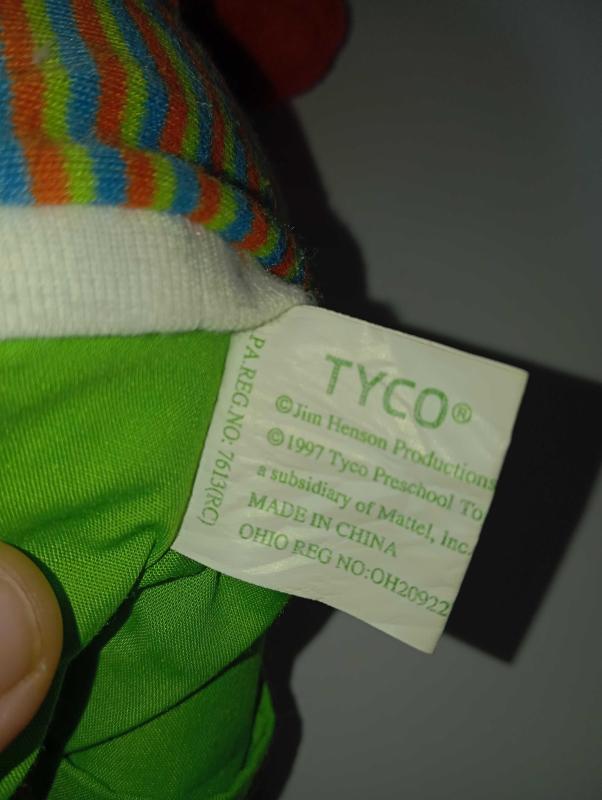 TYCO®
©Jim Henson Productions
©1997 Tyco Preschool To
a subsidiary of Mattel, Inc.
MADE IN CHINA
OHIO REG NO:OH20922
PA.REG.NO: 7613(RC)